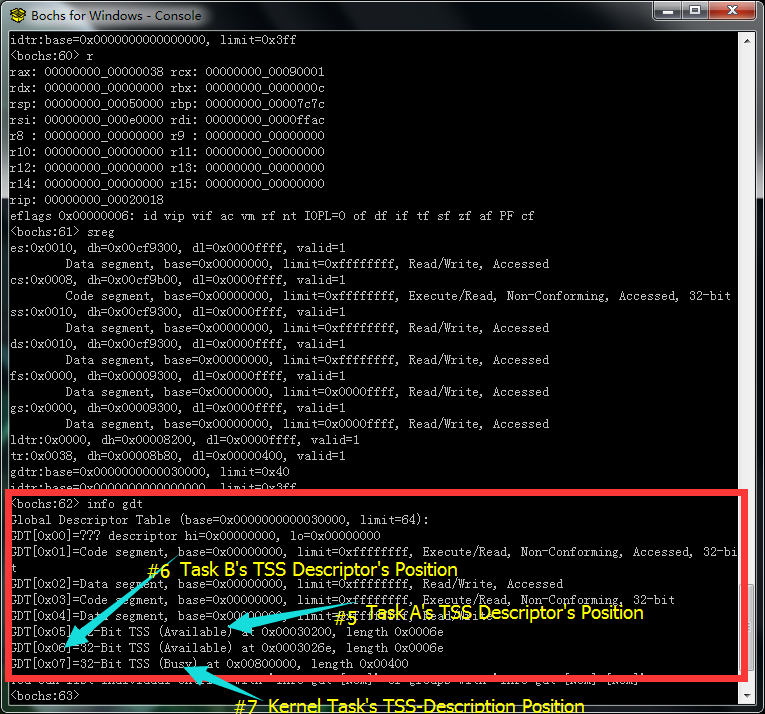 Bochs for Windows - Console
idtr:base=0x0000000000000000, limit=0x3ff
<bochs:60> r
rax: 00000000_00000038 rcx: 00000000_00090001
rdx: 00000000_00000000 rbx: 00000000_0000000c
rsp: 00000000_00050000 rbp: 00000000_00007c7c
rsi: 00000000_000e0000 rdi: 00000000_0000ffac
r8 : 00000000_00000000 r9 : 00000000_00000000
r10: 00000000_00000000 r11: 00000000_00000000
r12: 00000000_00000000 r13: 00000000_00000000
r14: 00000000_00000000 r15: 00000000_00000000
rip: 00000000_00020018
eflags 0x00000006: id vip vif ac vm rf nt IOPL=0 of df if tf sf zf af PF cf
<bochs:61> sreg
es:0x0010, dh=0x00cf9300, dl=0x0000ffff, valid=1
Data segment, base=0x00000000, limit=0xffffffff, Read/Write, Accessed
cs:0x0008, dh=0x00cf9b00, dl=0x0000ffff, valid=1
Code segment, base=0x00000000, limit=0xffffffff, Execute/Read, Non-Conforming, Accessed, 32-bit
ss:0x0010, dh=0x00cf9300, dl=0x0000ffff, valid=1
Data segment, base=0x00000000, limit=0xffffffff, Read/Write, Accessed
ds:0x0010, dh=0x00cf9300, dl=0x0000ffff, valid=1
Data segment, base=0x00000000, limit=0xffffffff, Read/Write, Accessed
fs:0x0000, dh=0x00009300, dl=0x0000ffff, valid=1
Data segment, base=0x00000000, limit=0x0000ffff, Read/Write, Accessed
gs:0x0000, dh=0x00009300, dl=0x0000ffff, valid=1
Data segment, base=0x00000000, limit=0x0000ffff, Read/Write, Accessed
ldtr:0x0000, dh=0x00008200, dl=0x0000ffff, valid=1
tr:0x0038, dh=0x00008b80, dl=0x00000400, valid=1
gdtr:base=0x0000000000030000, limit=0x40
idtr:base=0x0000000000000000, limit=0x3ff
<bochs:62> info gdt
Global Descriptor Table (base=0x0000000000030000, limit=64):
GDT[0x00]=??? descriptor hi=0x00000000, lo=0x00000000
GDT[0x01]=Code segment, base=0x00000000, limit=0xffffffff, Execute/Read, Non-Conforming, Accessed, 32-bi
t
#6 Task B's TSS Descriptor's Position
GDT[0x02]=Data segment, base=0x00000000, limit=0xffffffff, Read/Write, Accessed
GDT[0x03]=Code segment, base=0x00000000, limit=0xffffffff, Execute/Read, Non-Conforming, 32-bit
GDT[0x04]=Data segment, base=0x00000000, limit=0xffffffff, Read/Write
#5 Task A's TSS Descriptor's Position
GDT[0x05]=32-Bit TSS (Available) at 0x00030200, length 0x0006e
GDT[0x06]=32-Bit TSS (Available) at 0x0003026e, length 0x0006e
GDT[0x07]=32-Bit TSS (Busy) at 0x00800000, length 0x00400
<bochs:63>
#7 Kernel Task's TSS-Description Position